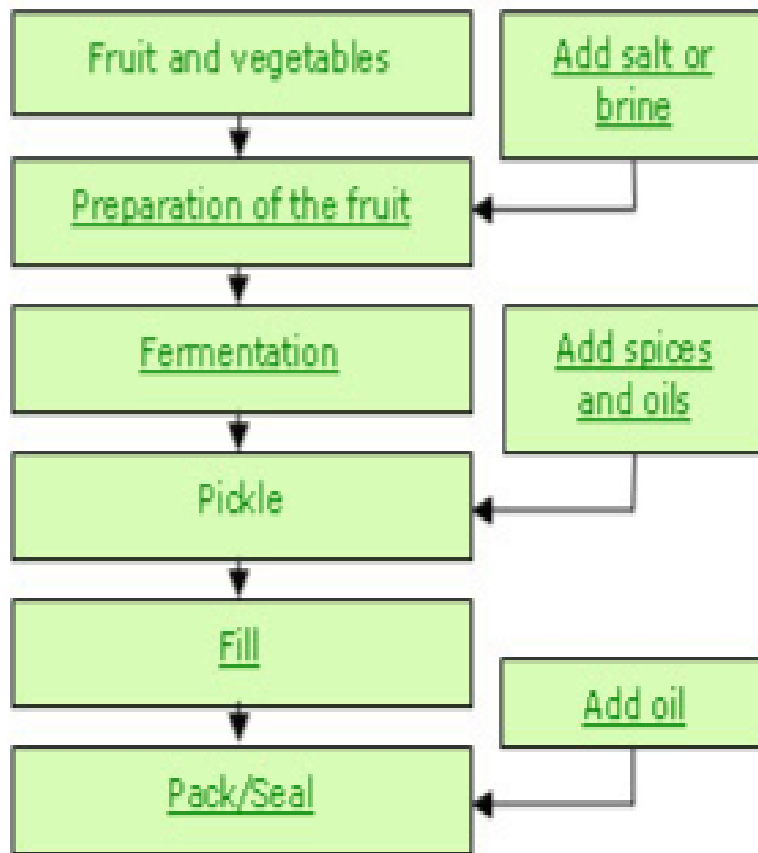 Fruit and vegetables
Add salt or
brine
Preparation of the fruit
Fermentation
Add spices
and oils
Pickle
Fill
Add oil
Pack/Seal